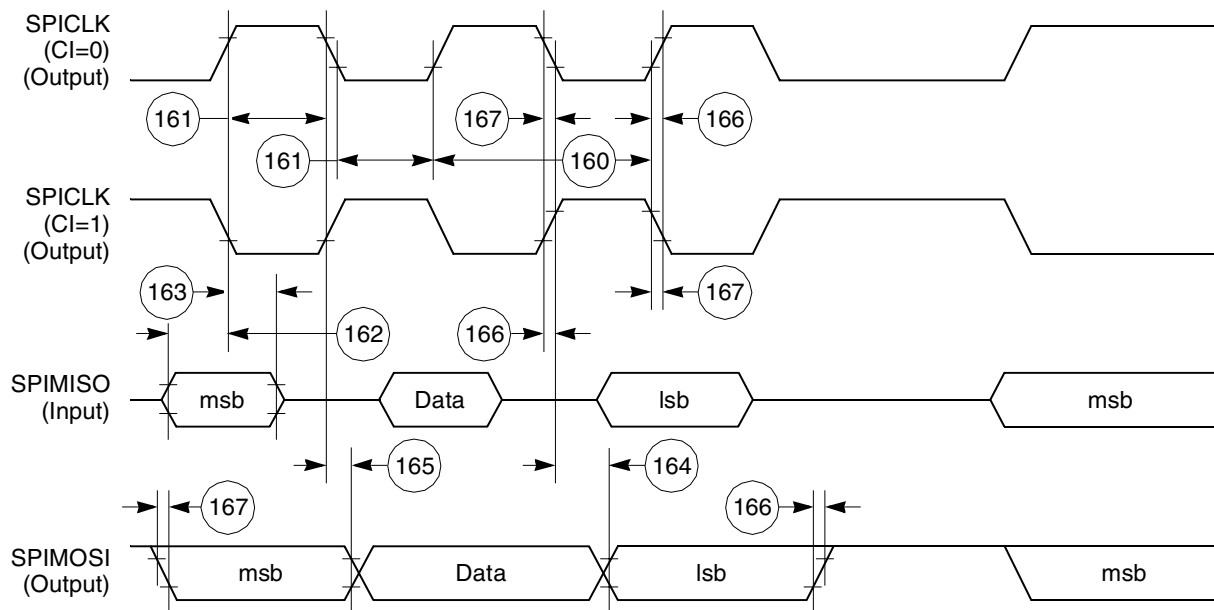 SPICLK
(CI=0)
(Output)
161
167
166
161
160
SPICLK
(CI=1)
(Output)
163
167
162
166
SPIMISO
(Input)
msb
Data
lsb
msb
165
164
167
166
SPIMOSI
(Output)
msb
Data
lsb
msb